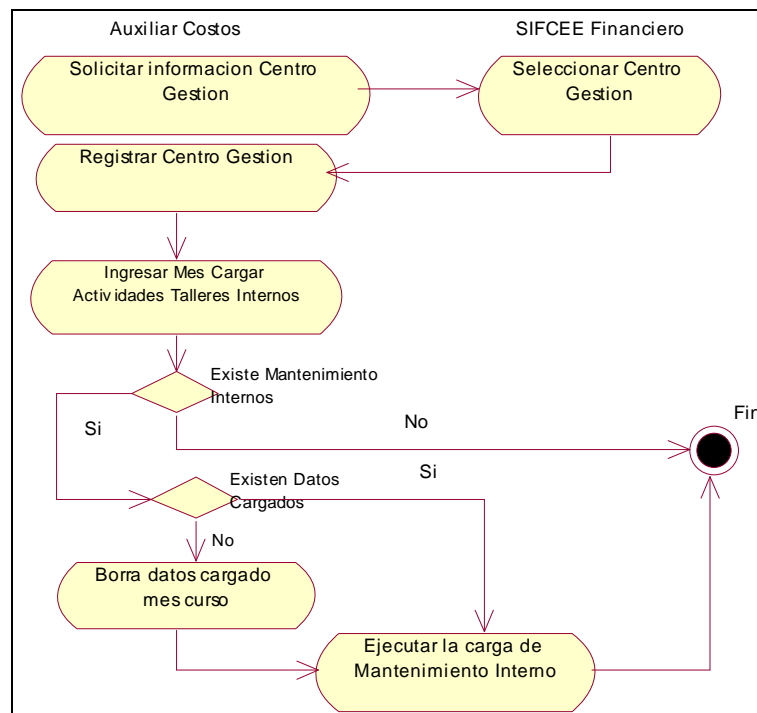 Auxiliar Costos
SIFCEE Financiero
Solicitar informacion Centro
Gestion
Seleccionar Centro
Gestion
Registrar Centro Gestion
Ingresar Mes Cargar
Actividades Talleres Internos
Existe Mantenimiento
Internos
Si
No
Fin
Existen Datos
Cargados
Si
No
Borra datos cargado
mes curso
Ejecutar la carga de
Mantenimiento Interno